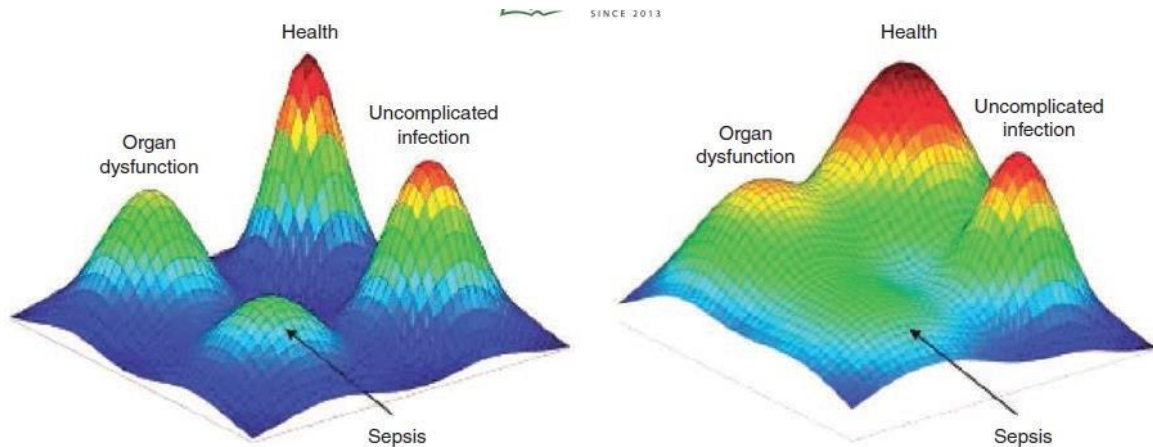 SINCE 2013
Health
Organ
dysfunction
Uncomplicated
infection
Sepsis
Health
Organ
dysfunction
Uncomplicated
infection
Sepsis